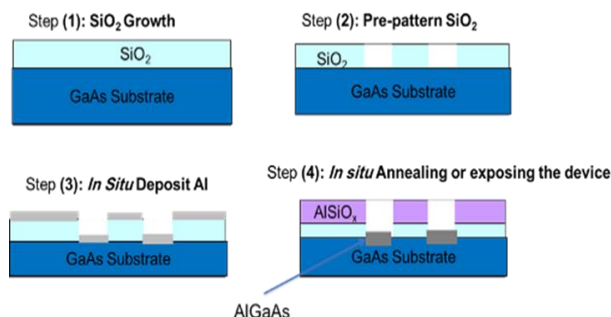 Step (1): SiO₂ Growth
SiO₂
GaAs Substrate
Step (2): Pre-pattern SiO₂
SiO₂
GaAs Substrate
Step (3): In Situ Deposit Al
GaAs Substrate
Step (4): In situ Annealing or exposing the device
AlSiOₓ
GaAs Substrate
AlGaAs